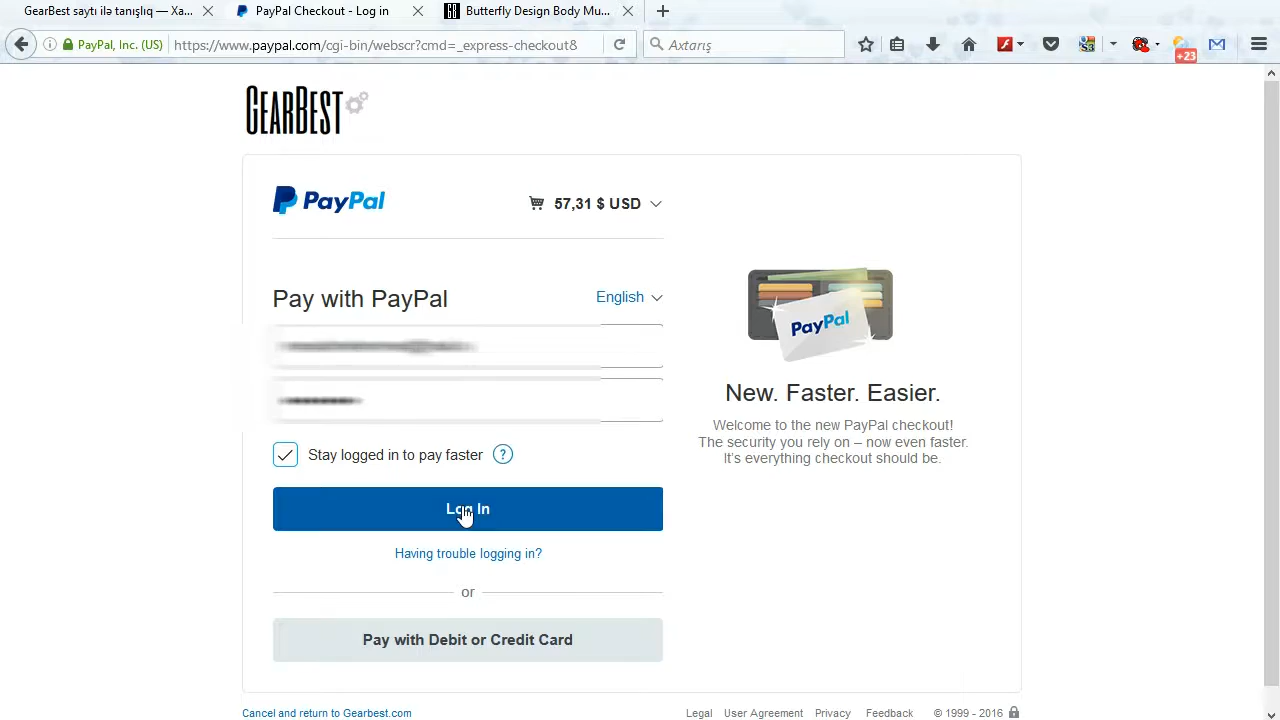 GearBest saytı ilə tanışlıq — Xa...
PayPal Checkout - Log in
Butterfly Design Body Mu...
PayPal, Inc. (US)
https://www.paypal.com/cgi-bin/webscr?cmd=_express-checkout&
Axtarış
+23
GEARBEST
PayPal
57,31 $ USD
Pay with PayPal
English
Stay logged in to pay faster
?
Log In
Having trouble logging in?
or
Pay with Debit or Credit Card
PayPal
New. Faster. Easier.
Welcome to the new PayPal checkout!
The security you rely on – now even faster.
It’s everything checkout should be.
Cancel and return to Gearbest.com
Legal User Agreement Privacy Feedback © 1999 - 2016